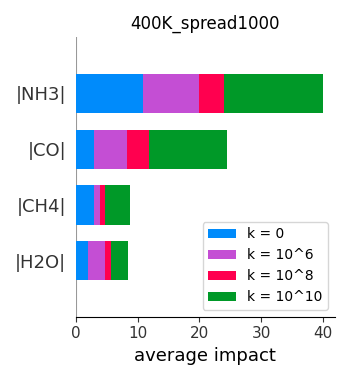 400K_spread1000
|NH3|
|CO|
|CH4|
|H2O|
k = 0
k = 10^6
k = 10^8
k = 10^10
0 10 20 30 40
average impact